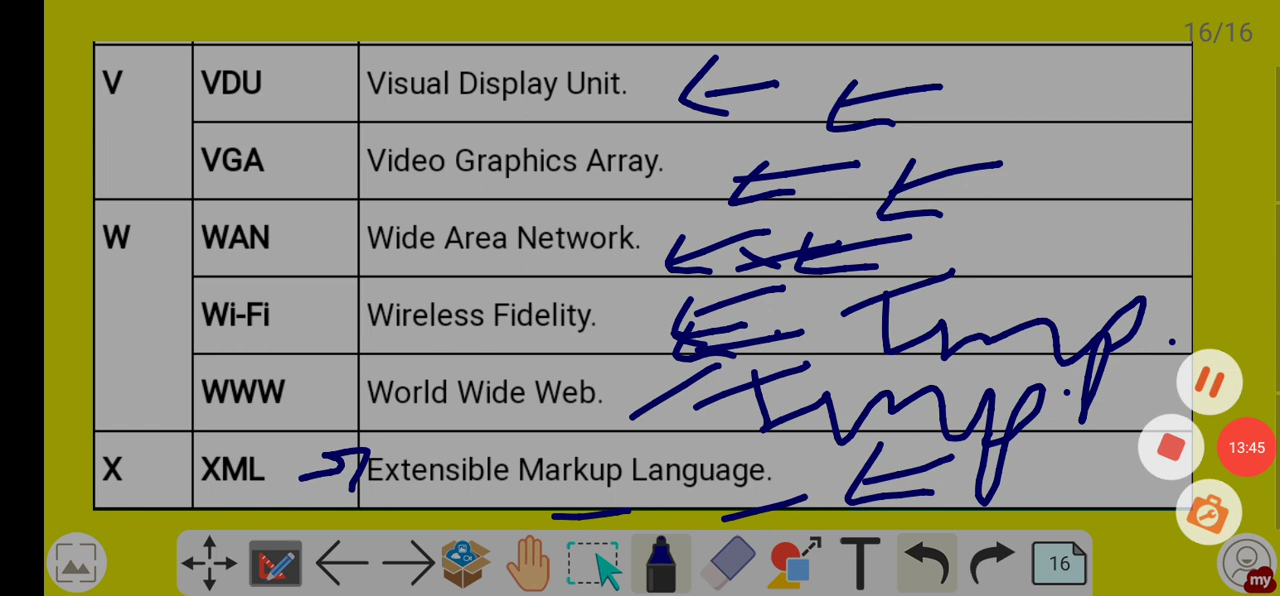 16/16
V VDU Visual Display Unit.
VGA Video Graphics Array.
W WAN Wide Area Network.
Wi-Fi Wireless Fidelity.
Imp.
WWW World Wide Web.
Imp.
X XML Extensible Markup Language.
13:45
T
16
my